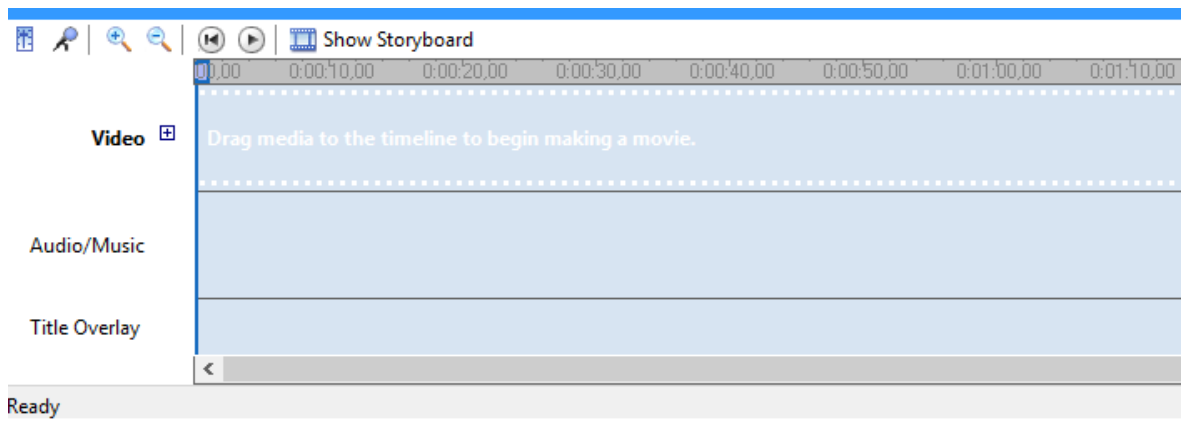 Show Storyboard
0,00 0:00:10,00 0:00:20,00 0:00:30,00 0:00:40,00 0:00:50,00 0:01:00,00 0:01:10,00
Video
Drag media to the timeline to begin making a movie.
Audio/Music
Title Overlay
Ready